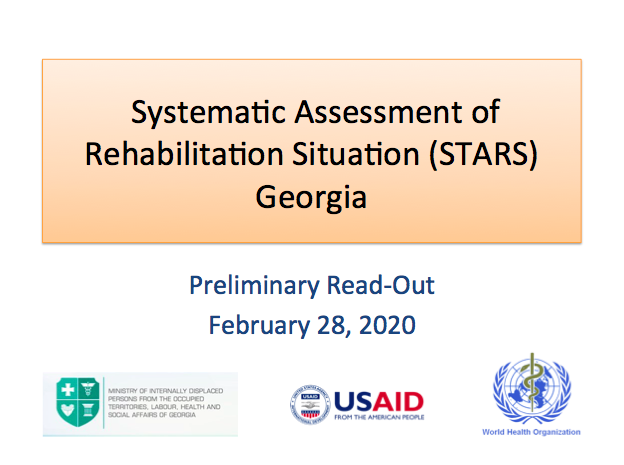 Systematic Assessment of
Rehabilitation Situation (STARS)
Georgia
Preliminary Read-Out
February 28, 2020
MINISTRY OF INTERNALLY DISPLACED
PERSONS FROM THE OCCUPIED
TERRITORIES, LABOUR, HEALTH AND
SOCIAL AFFAIRS OF GEORGIA
USAID
USAID
FROM THE AMERICAN PEOPLE
World Health Organization